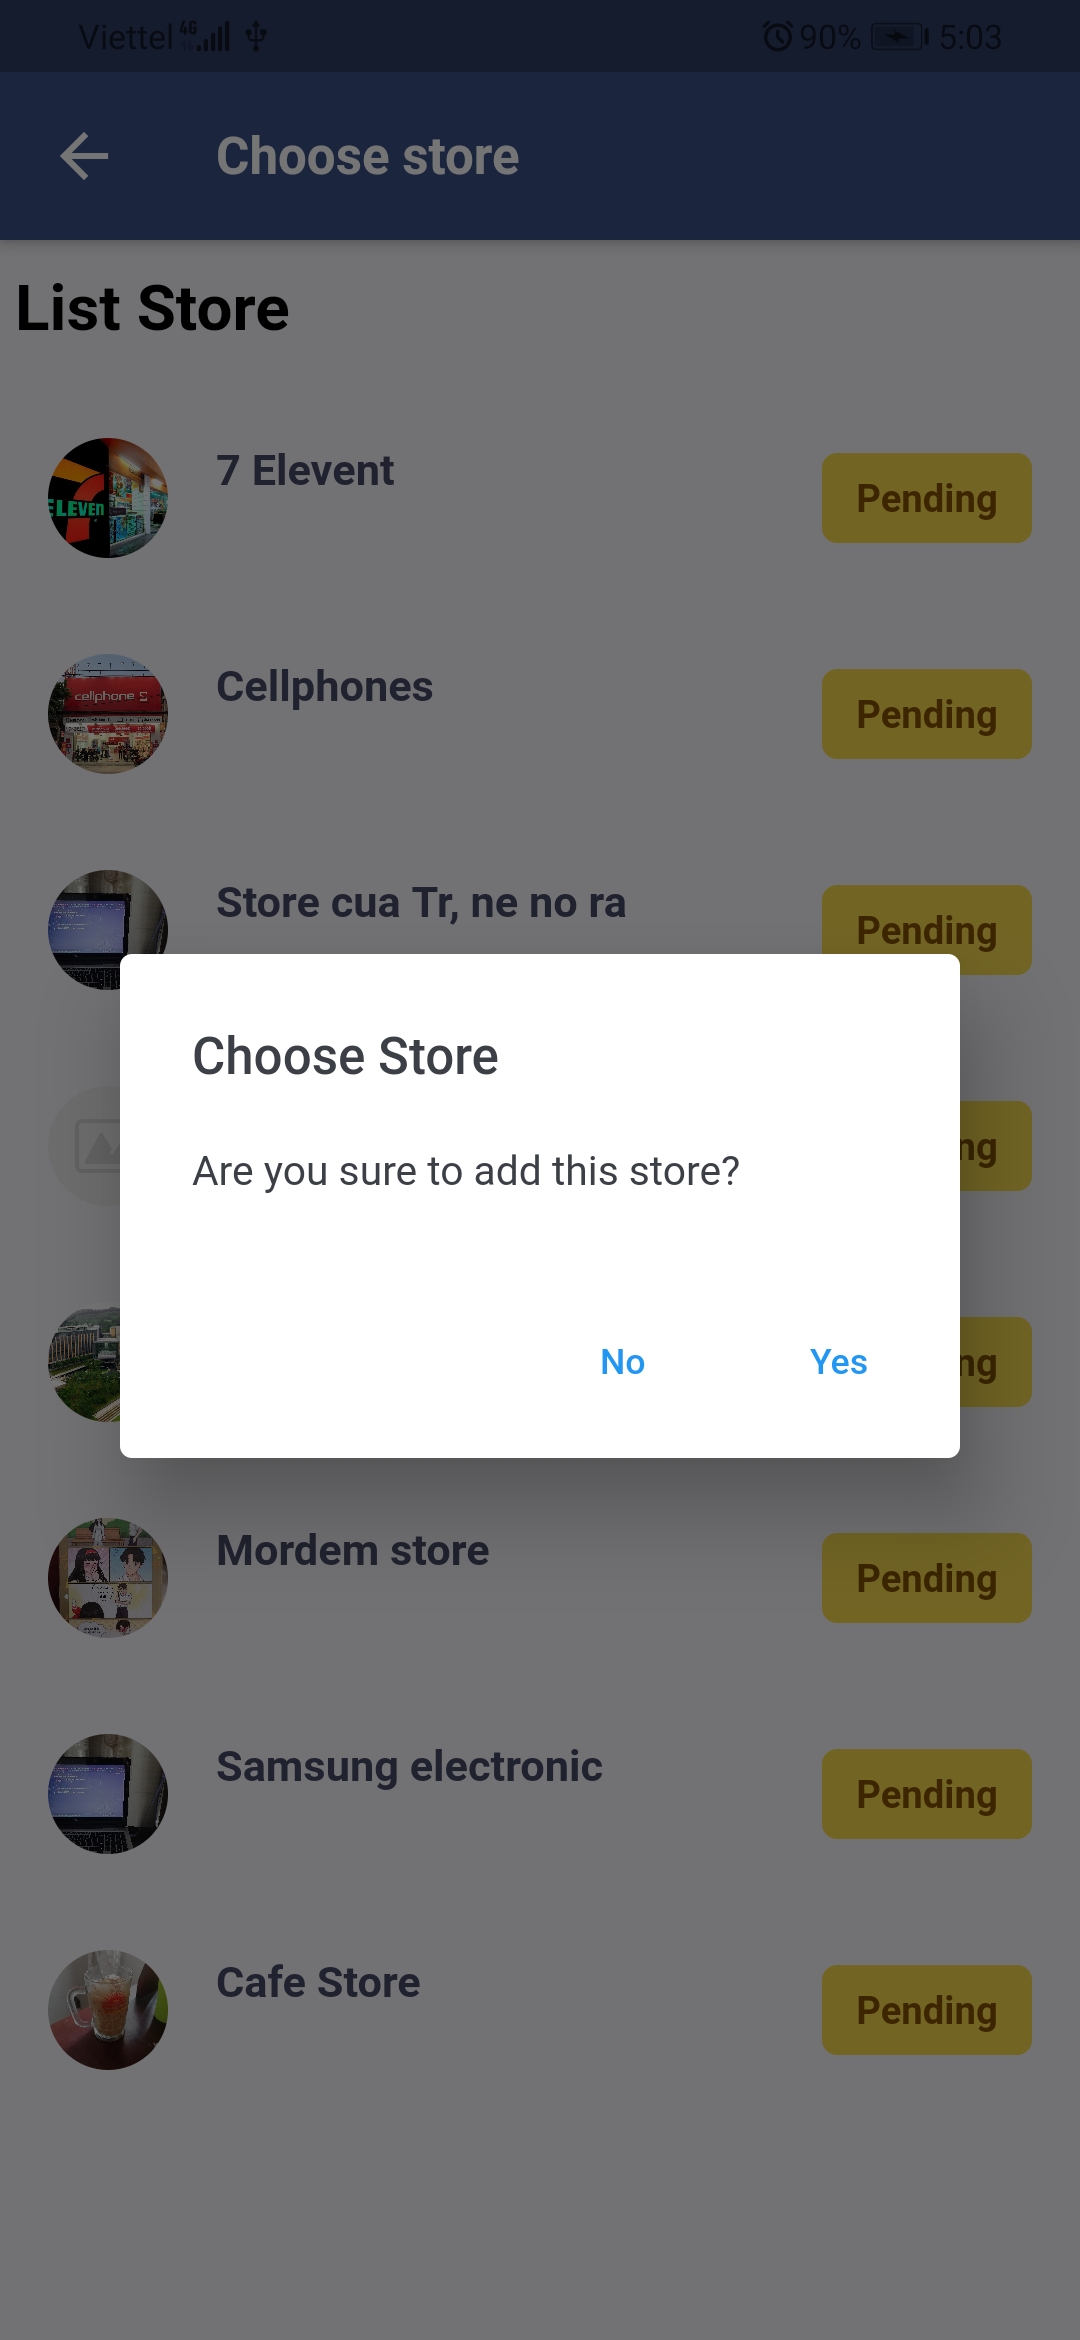 Viettel 4G 90% 5:03
Choose store
List Store
ELEVEn
7 Elevent
Pending
cellphone S
Cellphones
Pending
Store cua Tr, ne no ra
Pending
Choose Store
Are you sure to add this store?
ng
No Yes
ng
Mordem store
Pending
Samsung electronic
Pending
Cafe Store
Pending